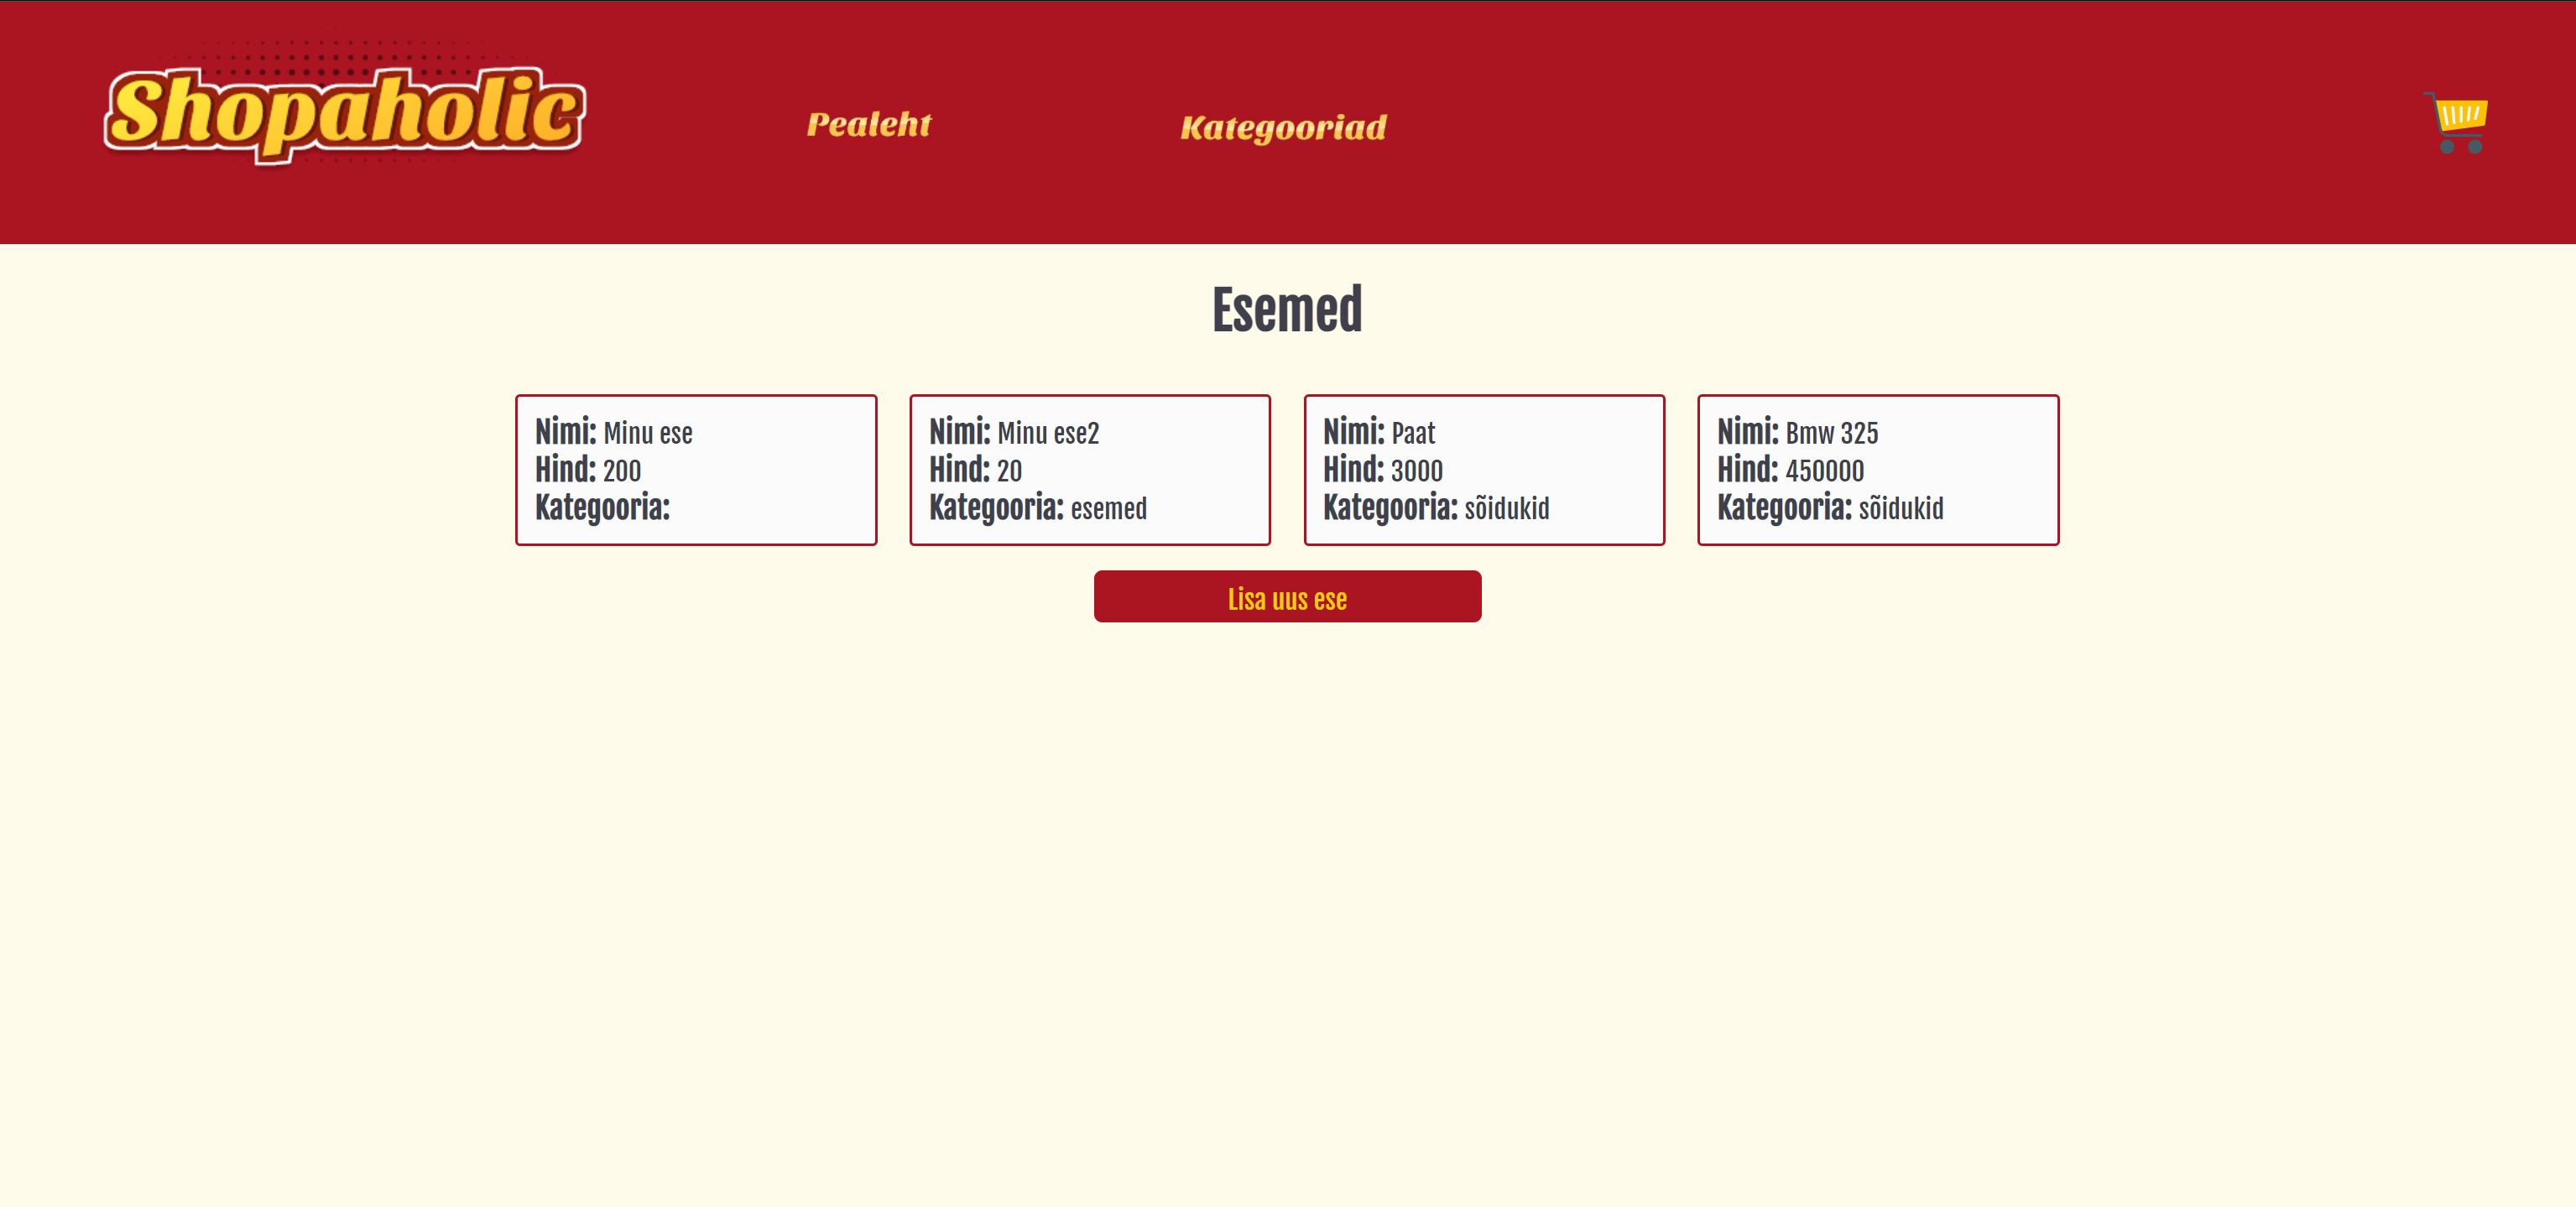 Shopaholic
Pealeht
Kategooriad
Esemed
Nimi: Minu ese
Hind: 200
Kategooria:
Nimi: Minu ese2
Hind: 20
Kategooria: esemed
Nimi: Paat
Hind: 3000
Kategooria: sõidukid
Nimi: Bmw 325
Hind: 450000
Kategooria: sõidukid
Lisa uus ese